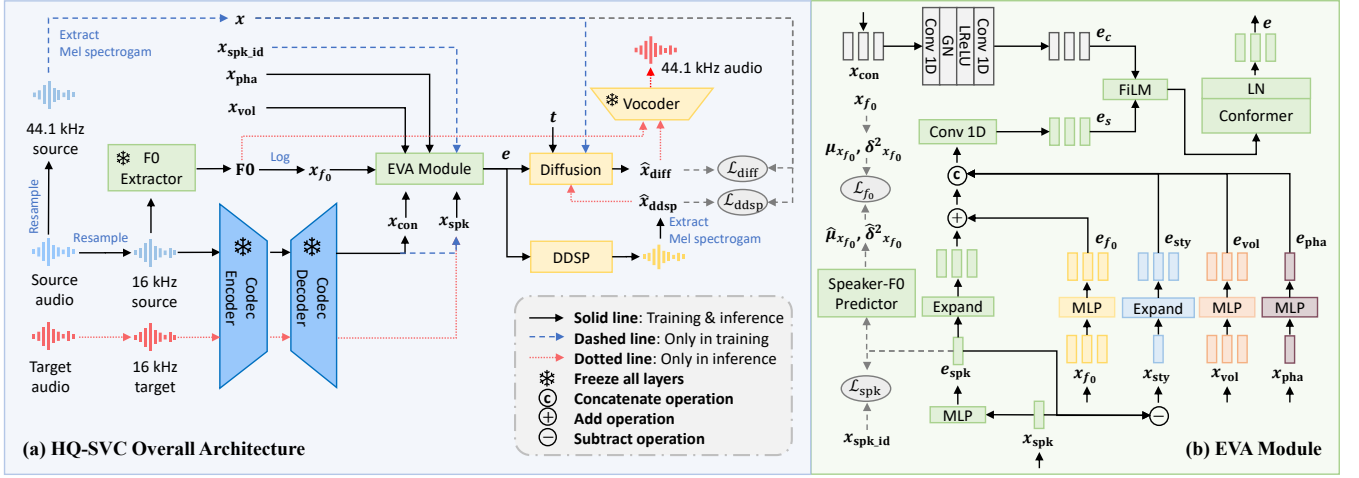 Extract
Mel spectrogam
x
x_spk_id
x_pha
x_vol
44.1 kHz
source
Resample
F0
Extractor
F0
Log
x_f0
EVA Module
e
t
Diffusion
x̂_diff
ℒ_diff
44.1 kHz audio
Vocoder
x̂_ddsp
ℒ_ddsp
Extract
Mel spectrogam
DDSP
x_con
x_spk
Resample
Source
audio
16 kHz
source
Codec
Encoder
Codec
Decoder
Target
audio
16 kHz
target
Solid line: Training & inference
Dashed line: Only in training
Dotted line: Only in inference
Freeze all layers
C Concatenate operation
+ Add operation
− Subtract operation
(a) HQ-SVC Overall Architecture
x_con
Conv 1D
GN
LReLU
Conv 1D
e_c
FiLM
e
LN
Conformer
x_f0
Conv 1D
e_s
μ_x_f0, δ²_x_f0
C
ℒ_f0
+
μ̂_x_f0, δ̂²_x_f0
e_f0
e_sty
e_vol
e_pha
Speaker-F0
Predictor
Expand
MLP
Expand
MLP
MLP
e_spk
x_f0
x_sty
x_vol
x_pha
ℒ_spk
MLP
−
x_spk_id
x_spk
(b) EVA Module